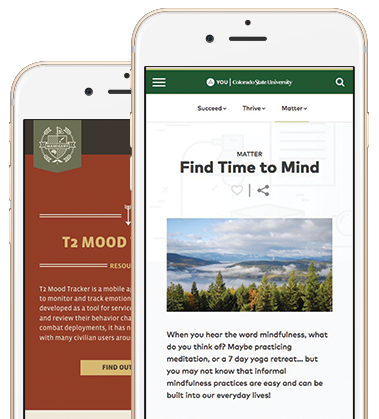 YOU | Colorado State University
Succeed
Thrive
Matter
MATTER
Find Time to Mind
When you hear the word mindfulness, what
do you think of? Maybe practicing
meditation, or a 7 day yoga retreat... but
you may not know that informal
mindfulness practices are easy and can be
built into our everyday lives!
T2 MOOD
RESOU
T2 Mood Tracker is a mobile a
to monitor and track emotion
developed as a tool for service
and review their behavior cha
combat deployments, it has n
with many civilian users aroun
FIND OUT